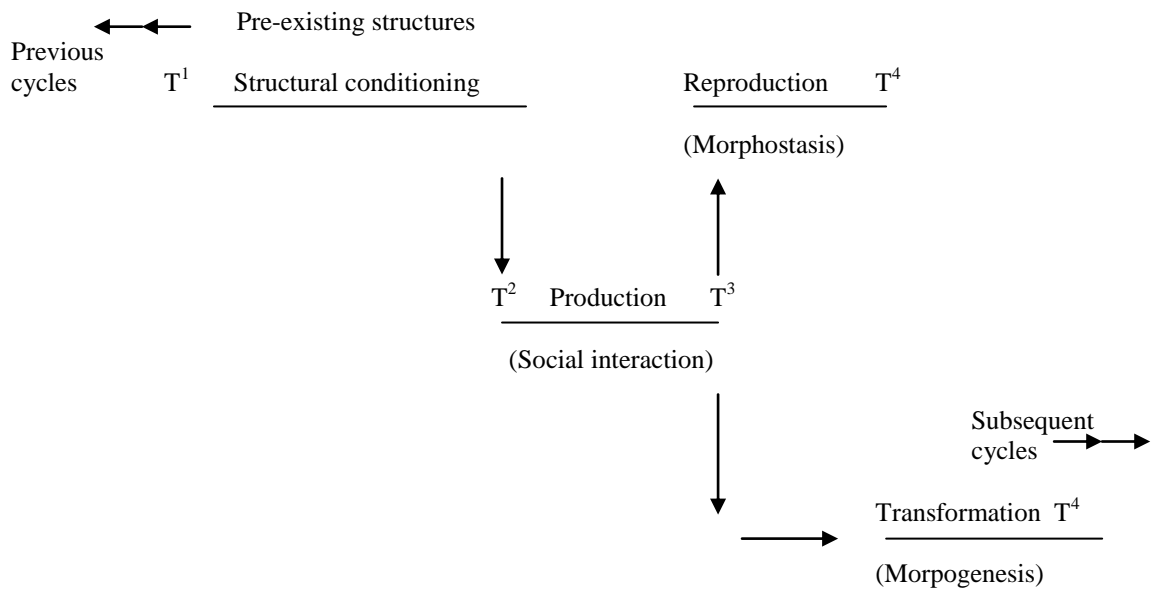 Pre-existing structures
Previous
cycles
T¹ Structural conditioning
Reproduction T⁴
(Morphostasis)
T² Production T³
(Social interaction)
Subsequent
cycles
Transformation T⁴
(Morpogenesis)